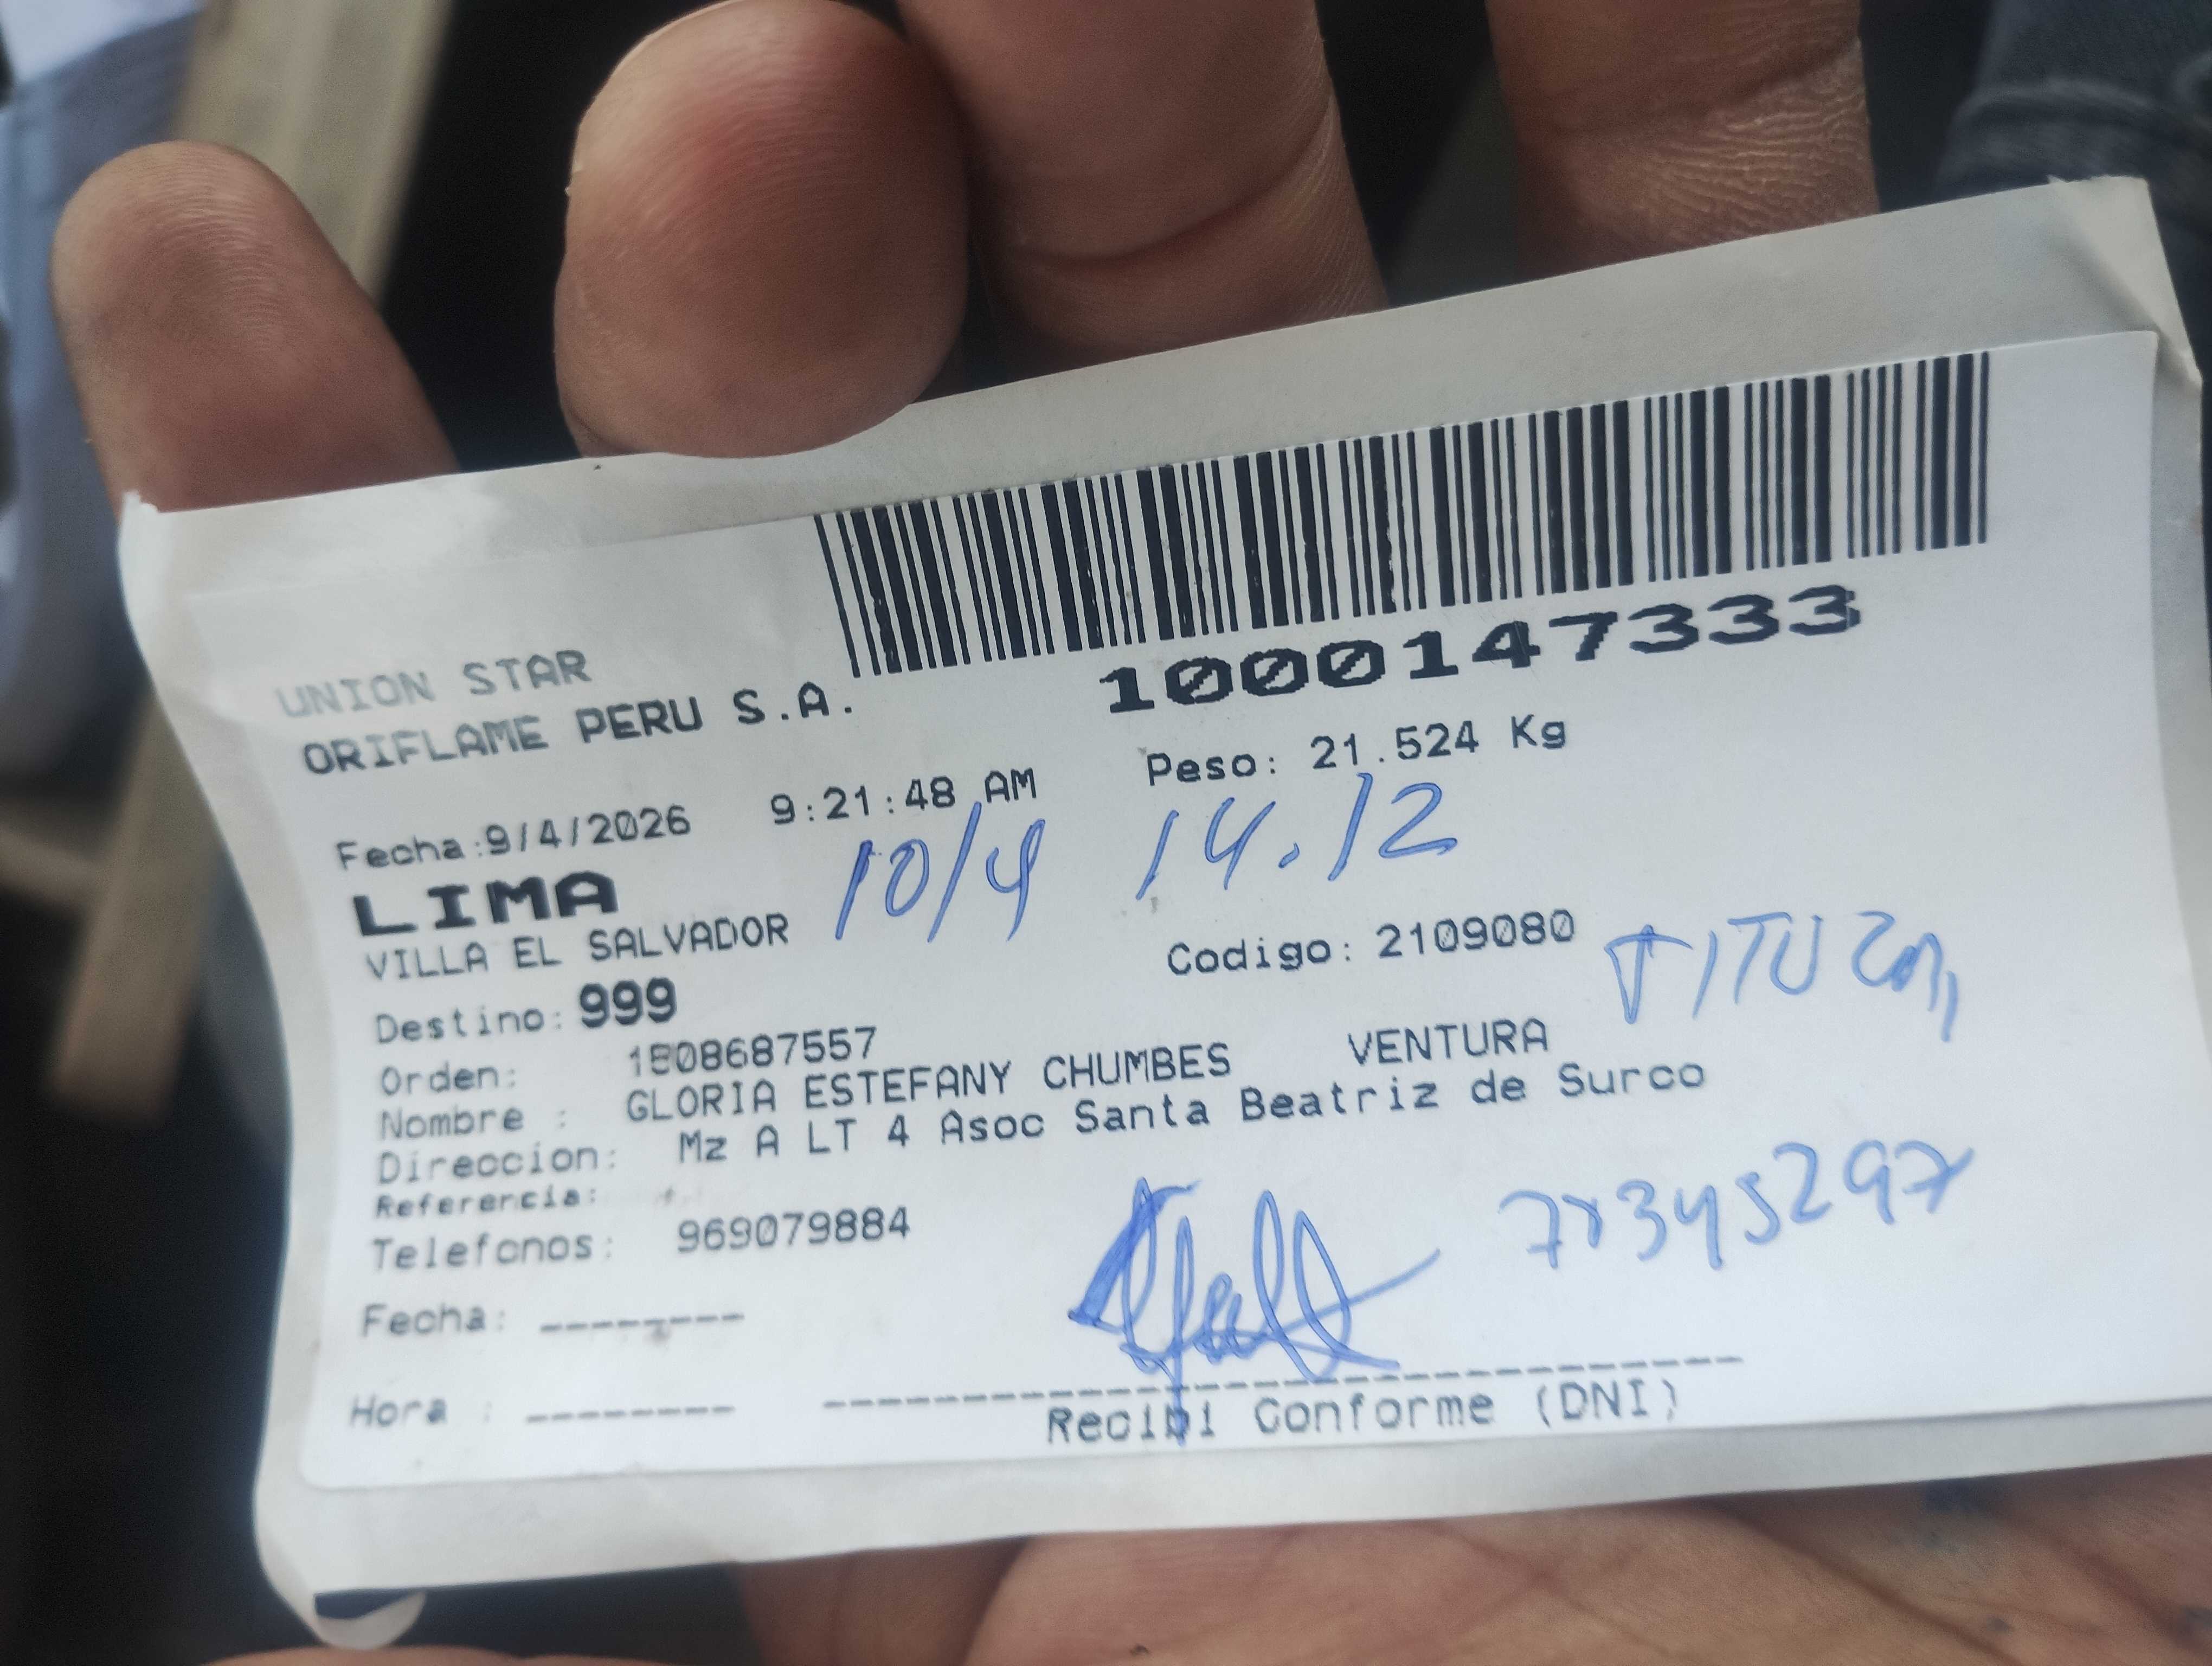 1000147333
UNION STAR
ORIFLAME PERU S.A.
Peso: 21.524 Kg
Fecha:9/4/2026 9:21:48 AM
10/4 14.12
LIMA
VILLA EL SALVADOR
Codigo: 2109080
Destino: 999
Orden: 1808687557
Nombre : GLORIA ESTEFANY CHUMBES VENTURA
Direccion: Mz A LT 4 Asoc Santa Beatriz de Surco
Referencia:
Telefonos: 969079884
Fecha: --------
Hora : --------
Recibi Conforme (DNI)